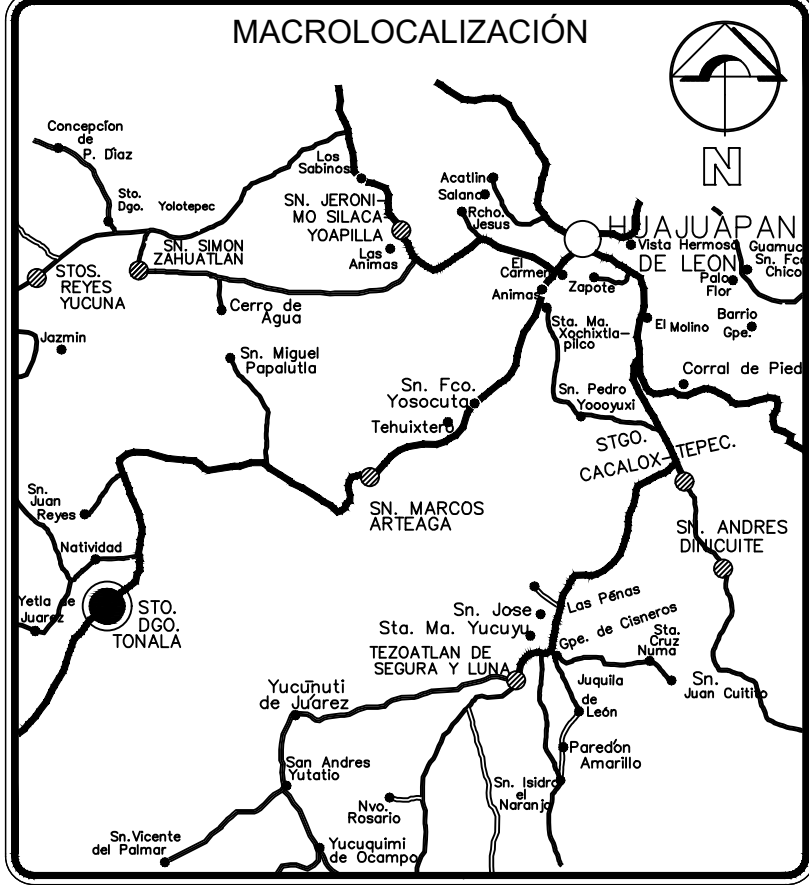 MACROLOCALIZACIÓN
N
Concepcíon
de
P. Dìaz
Los
Sabinos
Sto.
Dgo.
Yolotepec
SN. JERONI-
MO SILACA-
YOAPILLA
Las
Animas
Acatlin
Salana
Rcho.
Jesus
HUAJUAPAN
DE LEON
Vista Hermosa
Guamuc
Sn. Fco
Chico
Palo
Flor
STOS.
REYES
YUCUNA
SN. SIMON
ZAHUATLAN
El
Carmen
Zapote
Animas
Cerro de
Agua
Sta. Ma.
Xochixtla-
pilco
El Molino
Barrio
Gpe.
Jazmin
Sn. Miguel
Papalutla
Corral de Pied
Sn. Fco.
Yosocuta
Tehuixtero
Sn. Pedro
Yoooyuxi
STGO.
CACALOX-TEPEC.
SN. MARCOS
ARTEAGA
Sn.
Juan
Reyes
Natividad
SN. ANDRES
DINICUITE
Yetla de
Juarez
STO.
DGO.
TONALA
Las Pénas
Sn. Jose
Sta. Ma. Yucuyu
Gpe. de Cisneros
Sta.
Cruz
Numa
TEZOATLAN DE
SEGURA Y LUNA
Sn.
Juan Cuitito
Juquila
de
León
Yucūnuti
de Júarez
Paredón
Amarillo
San Andres
Yutatio
Sn. Isidro
el
Naranjo
Nvo.
Rosario
Sn.Vicente
del Palmar
Yucuquimi
de Ocampo